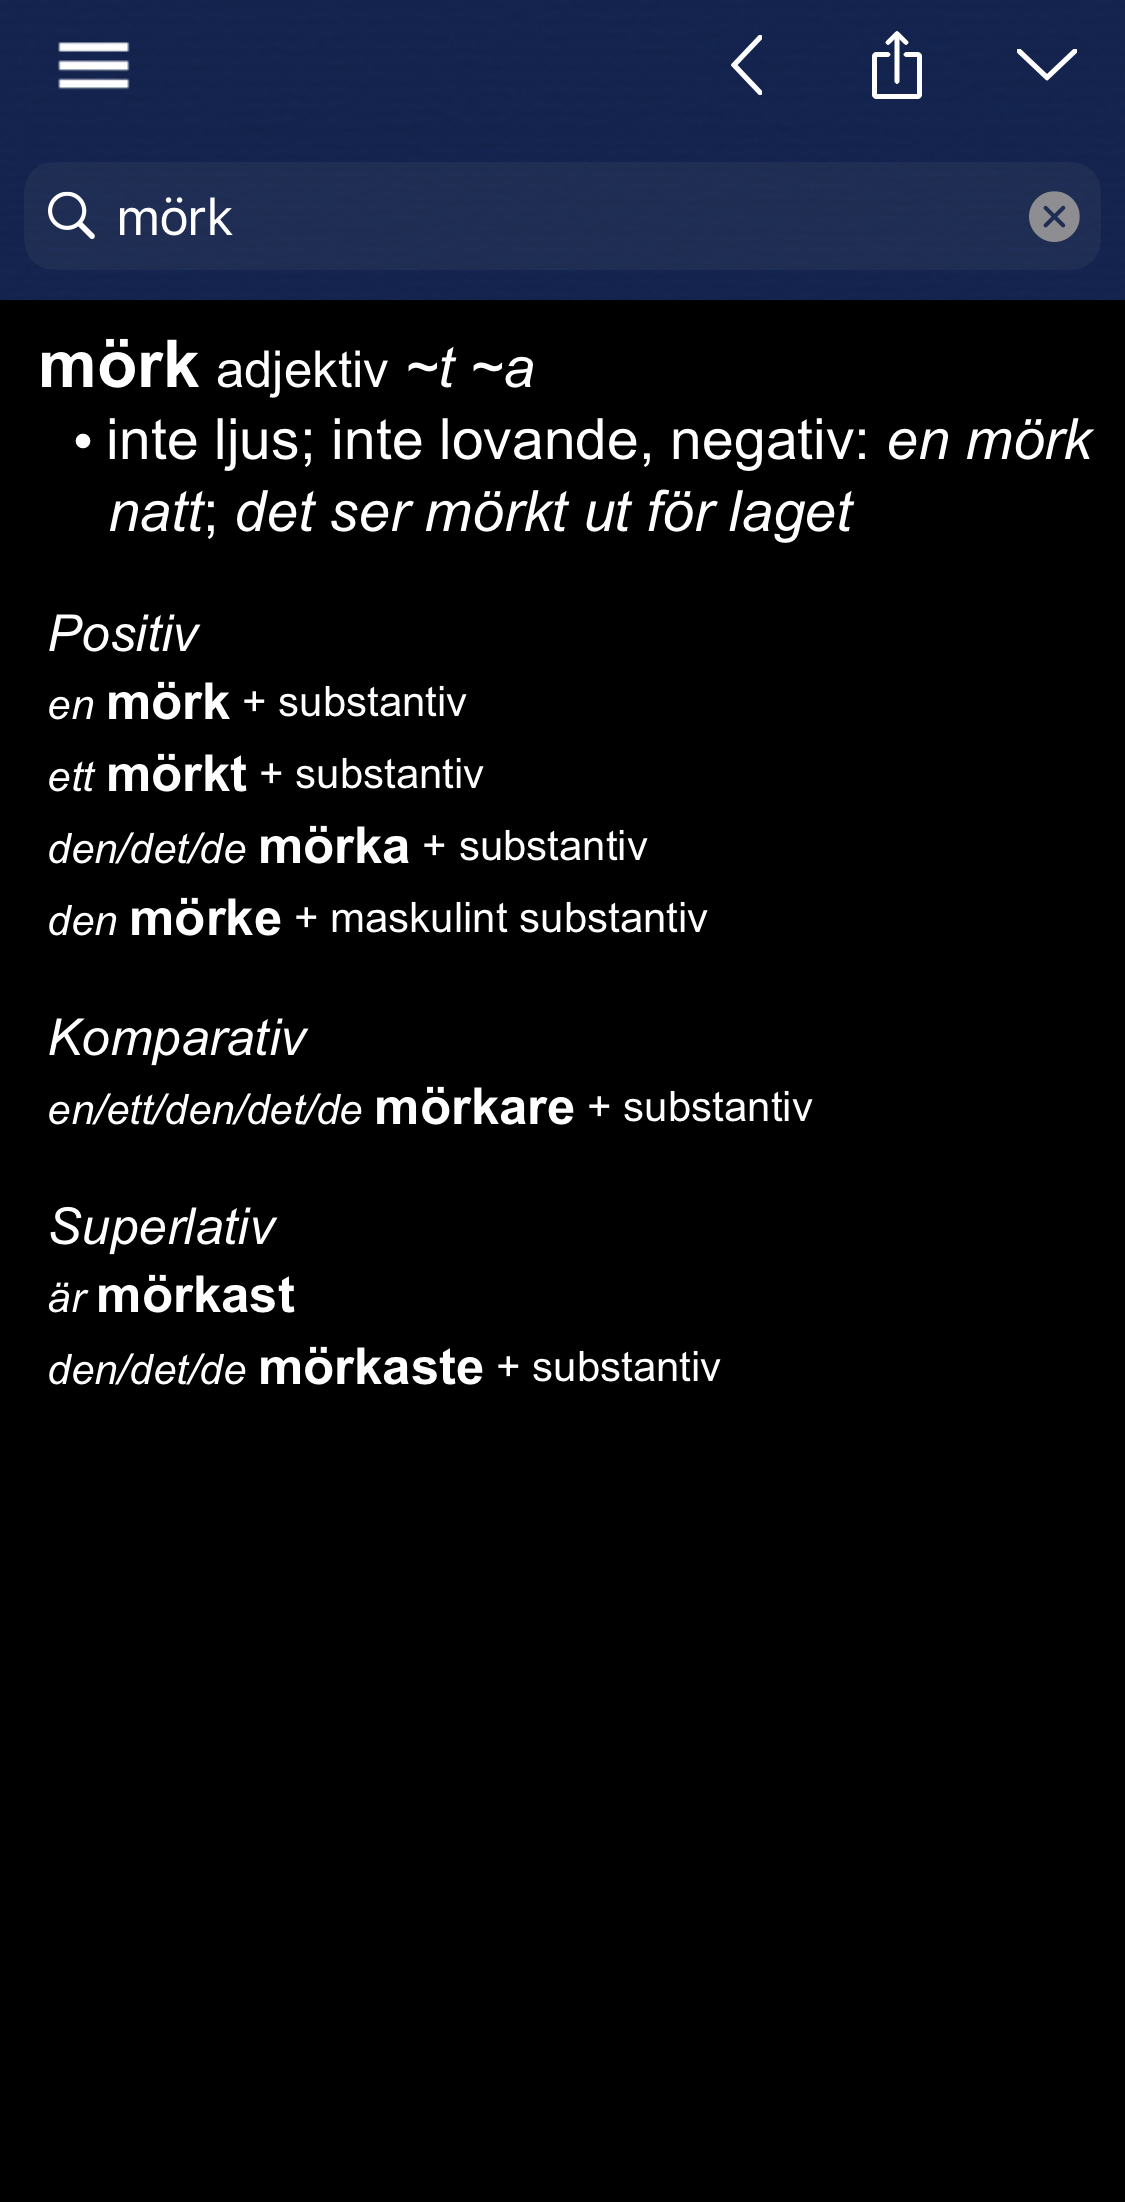 mörk
mörk adjektiv ~t ~a
• inte ljus; inte lovande, negativ: en mörk
natt; det ser mörkt ut för laget
Positiv
en mörk + substantiv
ett mörkt + substantiv
den/det/de mörka + substantiv
den mörke + maskulint substantiv
Komparativ
en/ett/den/det/de mörkare + substantiv
Superlativ
är mörkast
den/det/de mörkaste + substantiv